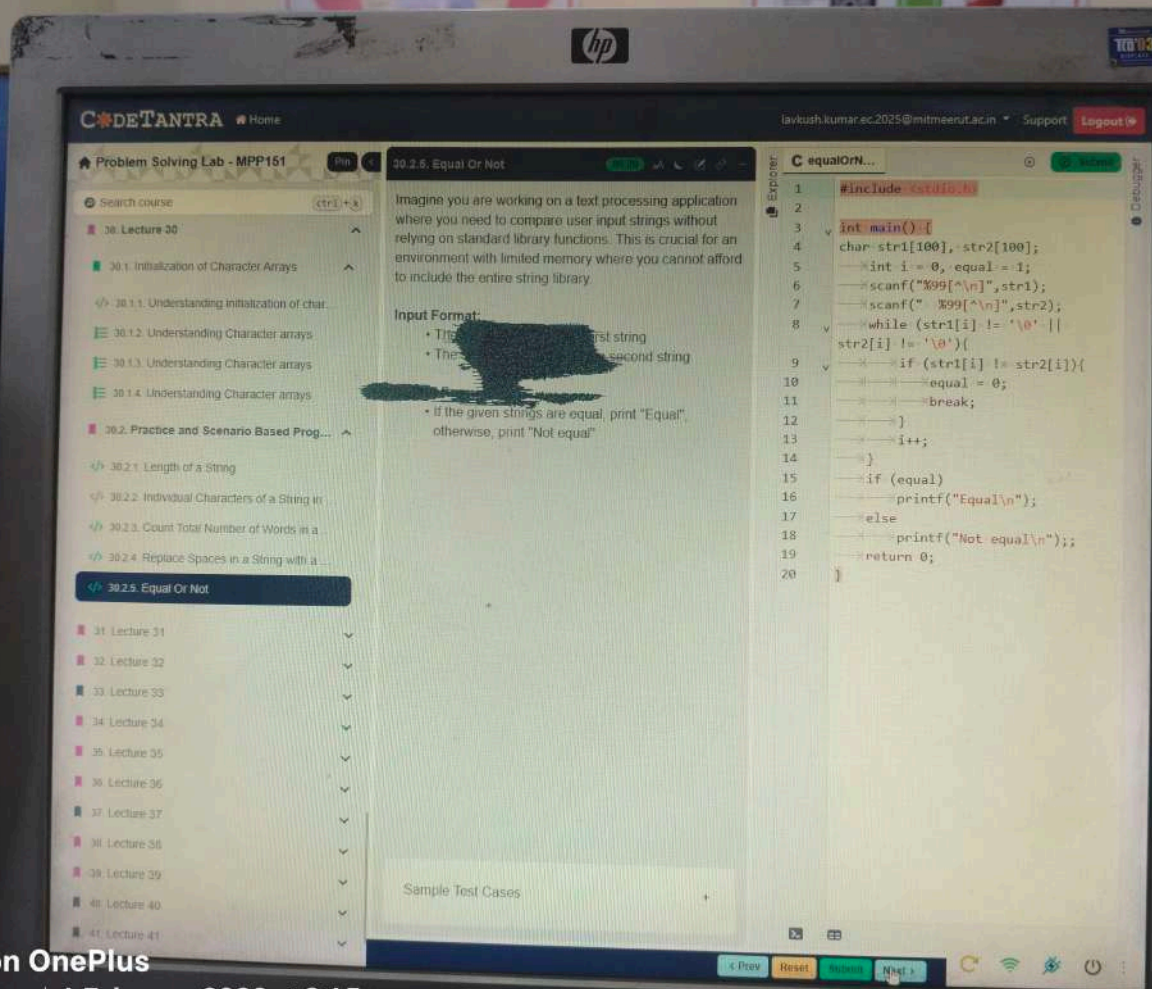 hp
CODETANTRA Home
lavkush.kumar.ec.2025@mitmeerut.ac.in Support Logout
Problem Solving Lab - MPP151 Pin
Search course ctrl+k
30. Lecture 30
30.1. Initialization of Character Arrays
30.1.1. Understanding Initialization of char...
30.1.2. Understanding Character arrays
30.1.3. Understanding Character arrays
30.1.4. Understanding Character arrays
30.2. Practice and Scenario Based Prog...
30.2.1. Length of a String
30.2.2. Individual Characters of a String in
30.2.3. Count Total Number of Words in a ...
30.2.4. Replace Spaces in a String with a ...
30.2.5. Equal Or Not
31. Lecture 31
32. Lecture 32
33. Lecture 33
34. Lecture 34
35. Lecture 35
36. Lecture 36
37. Lecture 37
38. Lecture 38
39. Lecture 39
40. Lecture 40
41. Lecture 41
30.2.5. Equal Or Not
Imagine you are working on a text processing application
where you need to compare user input strings without
relying on standard library functions. This is crucial for an
environment with limited memory where you cannot afford
to include the entire string library.
Input Format:
• string
• second string
• If the given strings are equal, print "Equal",
otherwise, print "Not equal"
Sample Test Cases +
Explorer
C equalOrN... Submit
Debugger
1 #include <stdio.h>
2
3 int main() {
4 char str1[100], str2[100];
5 int i = 0, equal = 1;
6 scanf("%99[^\n]",str1);
7 scanf(" %99[^\n]",str2);
8 while (str1[i] != '\0' ||
str2[i] != '\0'){
9 if (str1[i] != str2[i]){
10 equal = 0;
11 break;
12 }
13 i++;
14 }
15 if (equal)
16 printf("Equal\n");
17 else
18 printf("Not equal\n");;
19 return 0;
20 }
< Prev Reset Submit Next >
on OnePlus